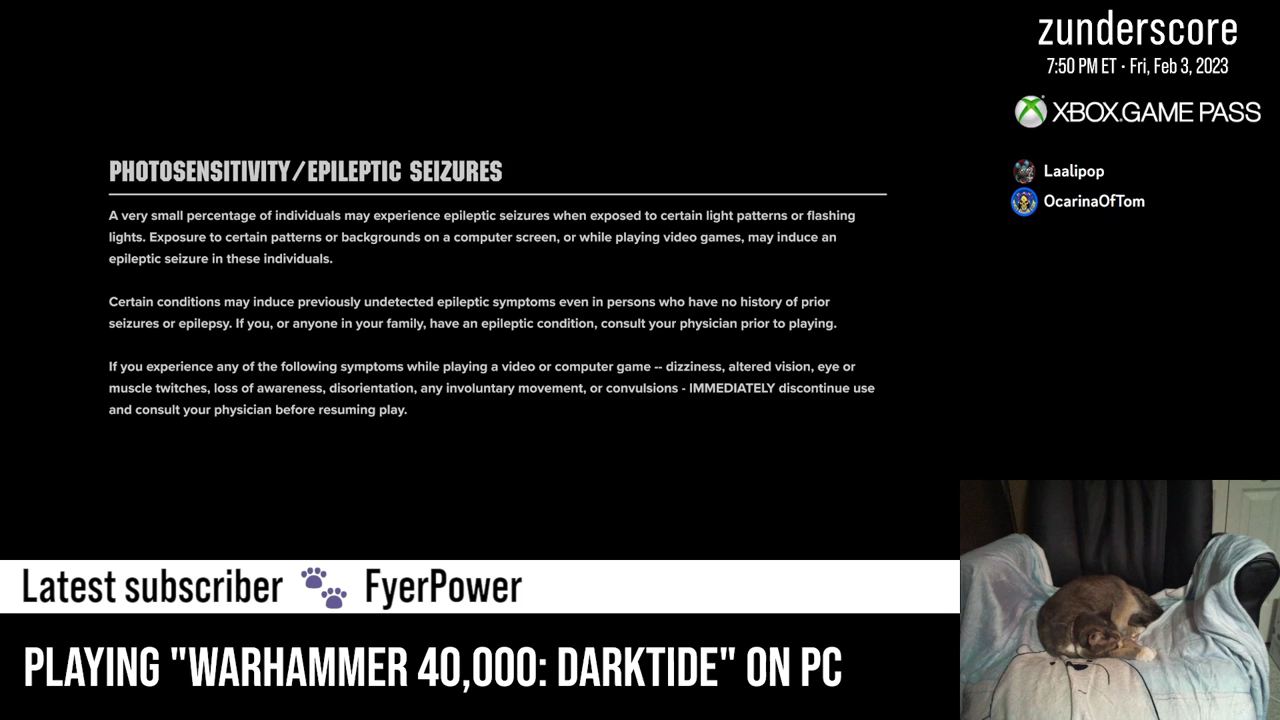 zunderscore
7:50 PM ET · Fri, Feb 3, 2023
XBOX GAME PASS
Laalipop
OcarinaOfTom
PHOTOSENSITIVITY/EPILEPTIC SEIZURES
A very small percentage of individuals may experience epileptic seizures when exposed to certain light patterns or flashing
lights. Exposure to certain patterns or backgrounds on a computer screen, or while playing video games, may induce an
epileptic seizure in these individuals.
Certain conditions may induce previously undetected epileptic symptoms even in persons who have no history of prior
seizures or epilepsy. If you, or anyone in your family, have an epileptic condition, consult your physician prior to playing.
If you experience any of the following symptoms while playing a video or computer game -- dizziness, altered vision, eye or
muscle twitches, loss of awareness, disorientation, any involuntary movement, or convulsions - IMMEDIATELY discontinue use
and consult your physician before resuming play.
Latest subscriber FyerPower
PLAYING "WARHAMMER 40,000: DARKTIDE" ON PC